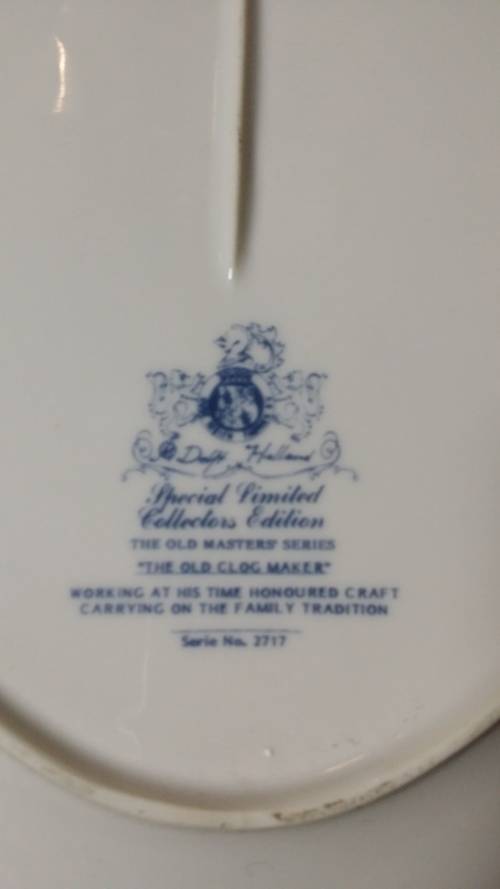 Delft Holland
Special Limited
Collectors Edition
THE OLD MASTERS' SERIES
"THE OLD CLOG MAKER"
WORKING AT HIS TIME HONOURED CRAFT
CARRYING ON THE FAMILY TRADITION
Serie No. 2717